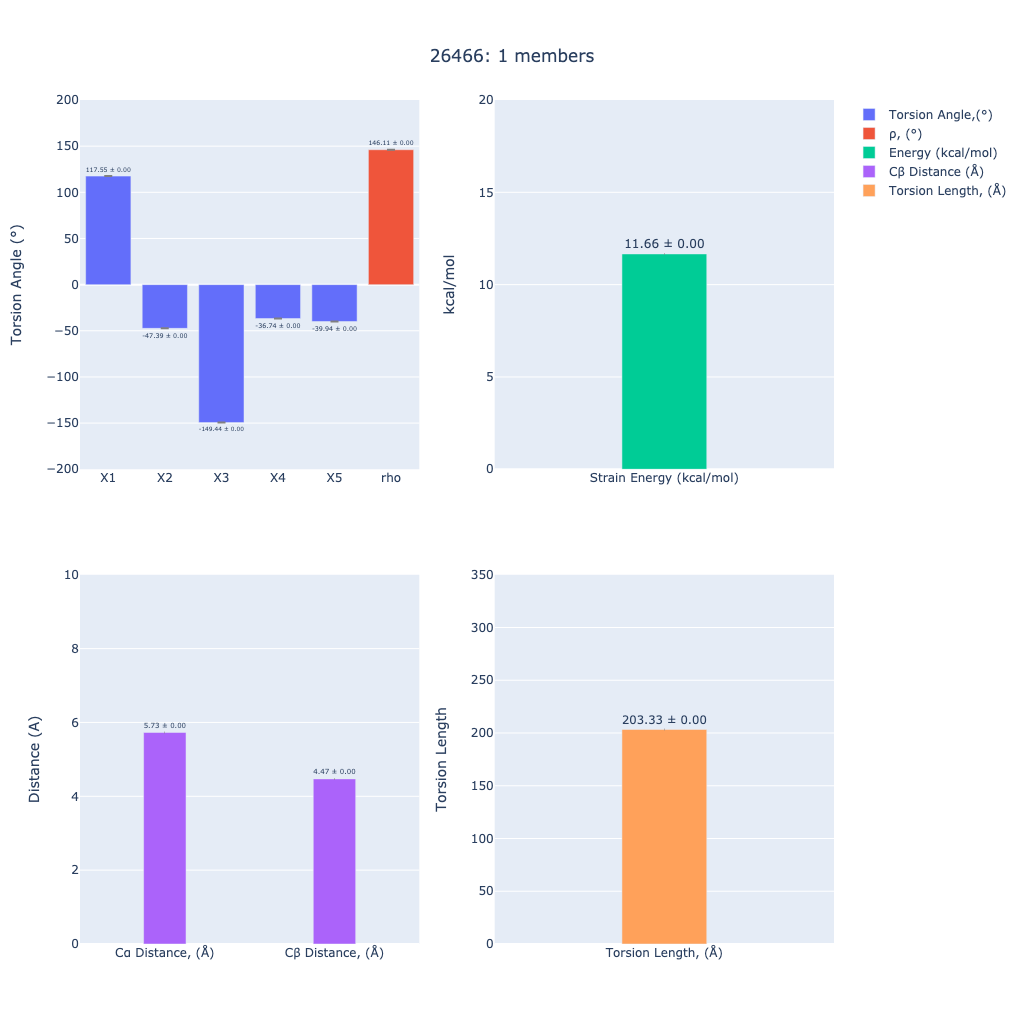 26466: 1 members
Torsion Angle (°)
200
150
100
50
0
−50
−100
−150
−200
117.55 ± 0.00
-47.39 ± 0.00
-149.44 ± 0.00
-36.74 ± 0.00
-39.94 ± 0.00
146.11 ± 0.00
X1 X2 X3 X4 X5 rho
kcal/mol
20
15
10
5
0
11.66 ± 0.00
Strain Energy (kcal/mol)
Torsion Angle,(°)
ρ, (°)
Energy (kcal/mol)
Cβ Distance (Å)
Torsion Length, (Å)
Distance (A)
10
8
6
4
2
0
5.73 ± 0.00
4.47 ± 0.00
Cα Distance, (Å) Cβ Distance, (Å)
Torsion Length
350
300
250
200
150
100
50
0
203.33 ± 0.00
Torsion Length, (Å)